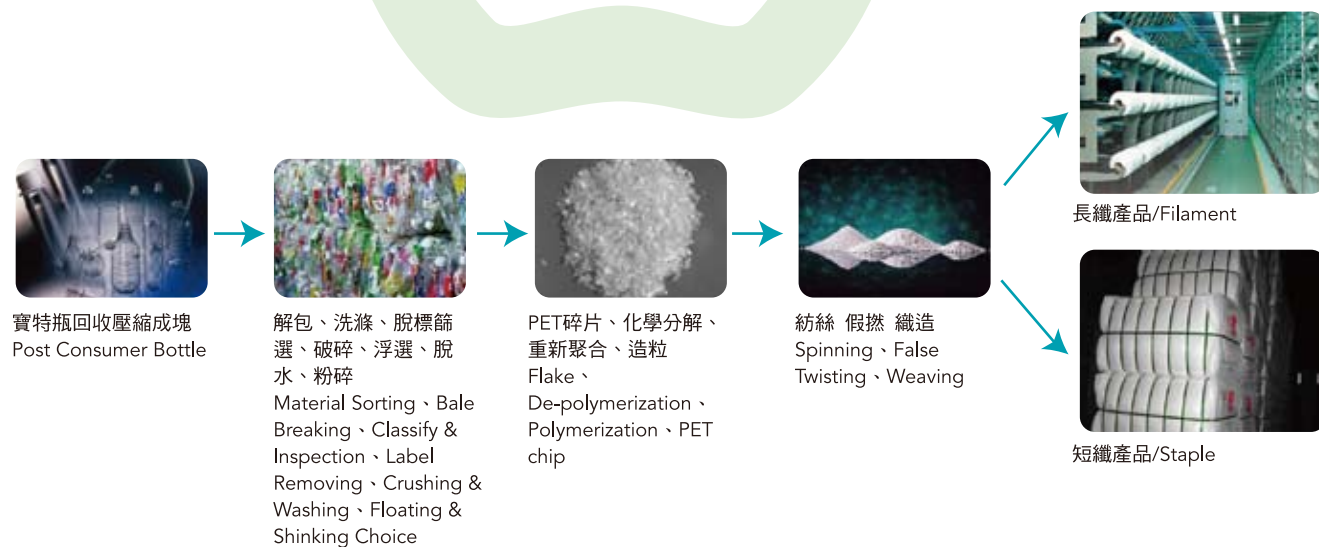 寶特瓶回收壓縮成塊
Post Consumer Bottle
解包、洗滌、脫標篩
選、破碎、浮選、脫
水、粉碎
Material Sorting、Bale
Breaking、Classify &
Inspection、Label
Removing、Crushing &
Washing、Floating &
Shinking Choice
PET碎片、化學分解、
重新聚合、造粒
Flake、
De-polymerization、
Polymerization、PET
chip
紡絲 假撚 織造
Spinning、False
Twisting、Weaving
長纖產品/Filament
短纖產品/Staple